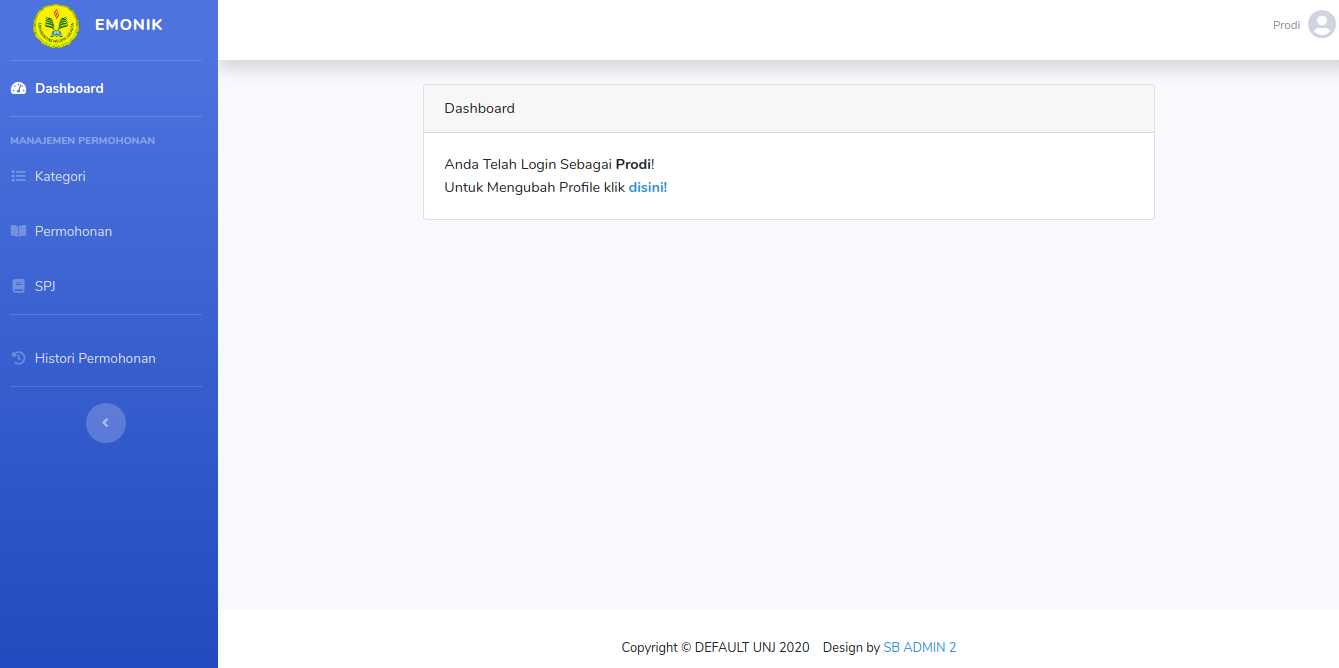 EMONIK
Prodi
Dashboard
MANAJEMEN PERMOHONAN
Kategori
Permohonan
SPJ
Histori Permohonan
Dashboard
Anda Telah Login Sebagai Prodi!
Untuk Mengubah Profile klik disini!
Copyright © DEFAULT UNJ 2020 Design by SB ADMIN 2